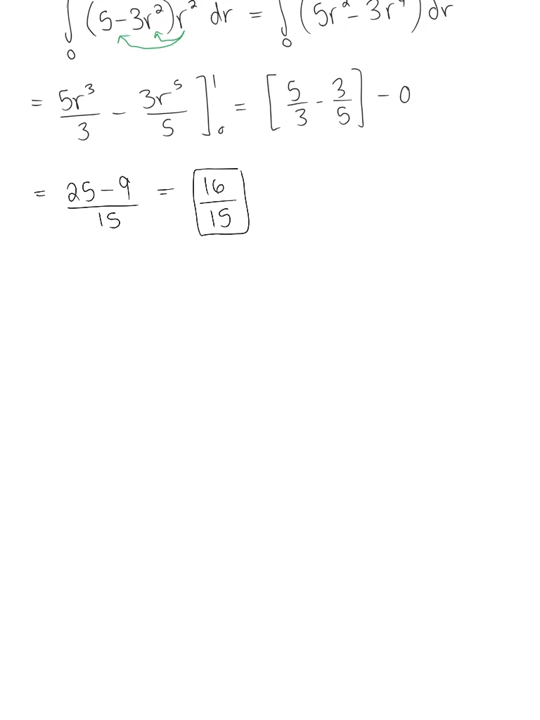 ∫₀ (5-3r²)r² dr = ∫₀ (5r² - 3r⁴) dr
= 5r³/3 - 3r⁵/5 ]₀¹ = [5/3 - 3/5] - 0
= 25-9/15 = 16/15